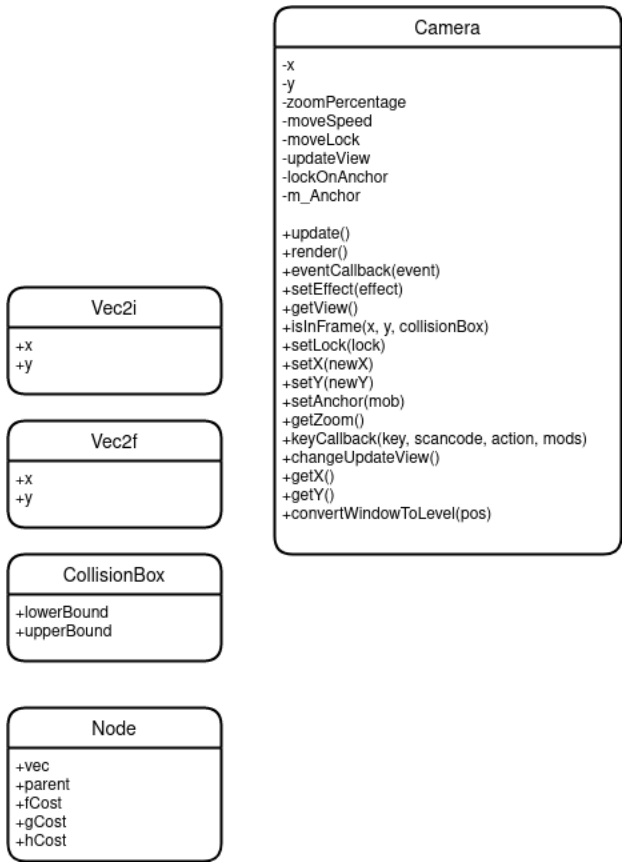 Camera
-x
-y
-zoomPercentage
-moveSpeed
-moveLock
-updateView
-lockOnAnchor
-m_Anchor
+update()
+render()
+eventCallback(event)
+setEffect(effect)
+getView()
+isInFrame(x, y, collisionBox)
+setLock(lock)
+setX(newX)
+setY(newY)
+setAnchor(mob)
+getZoom()
+keyCallback(key, scancode, action, mods)
+changeUpdateView()
+getX()
+getY()
+convertWindowToLevel(pos)
Vec2i
+x
+y
Vec2f
+x
+y
CollisionBox
+lowerBound
+upperBound
Node
+vec
+parent
+fCost
+gCost
+hCost